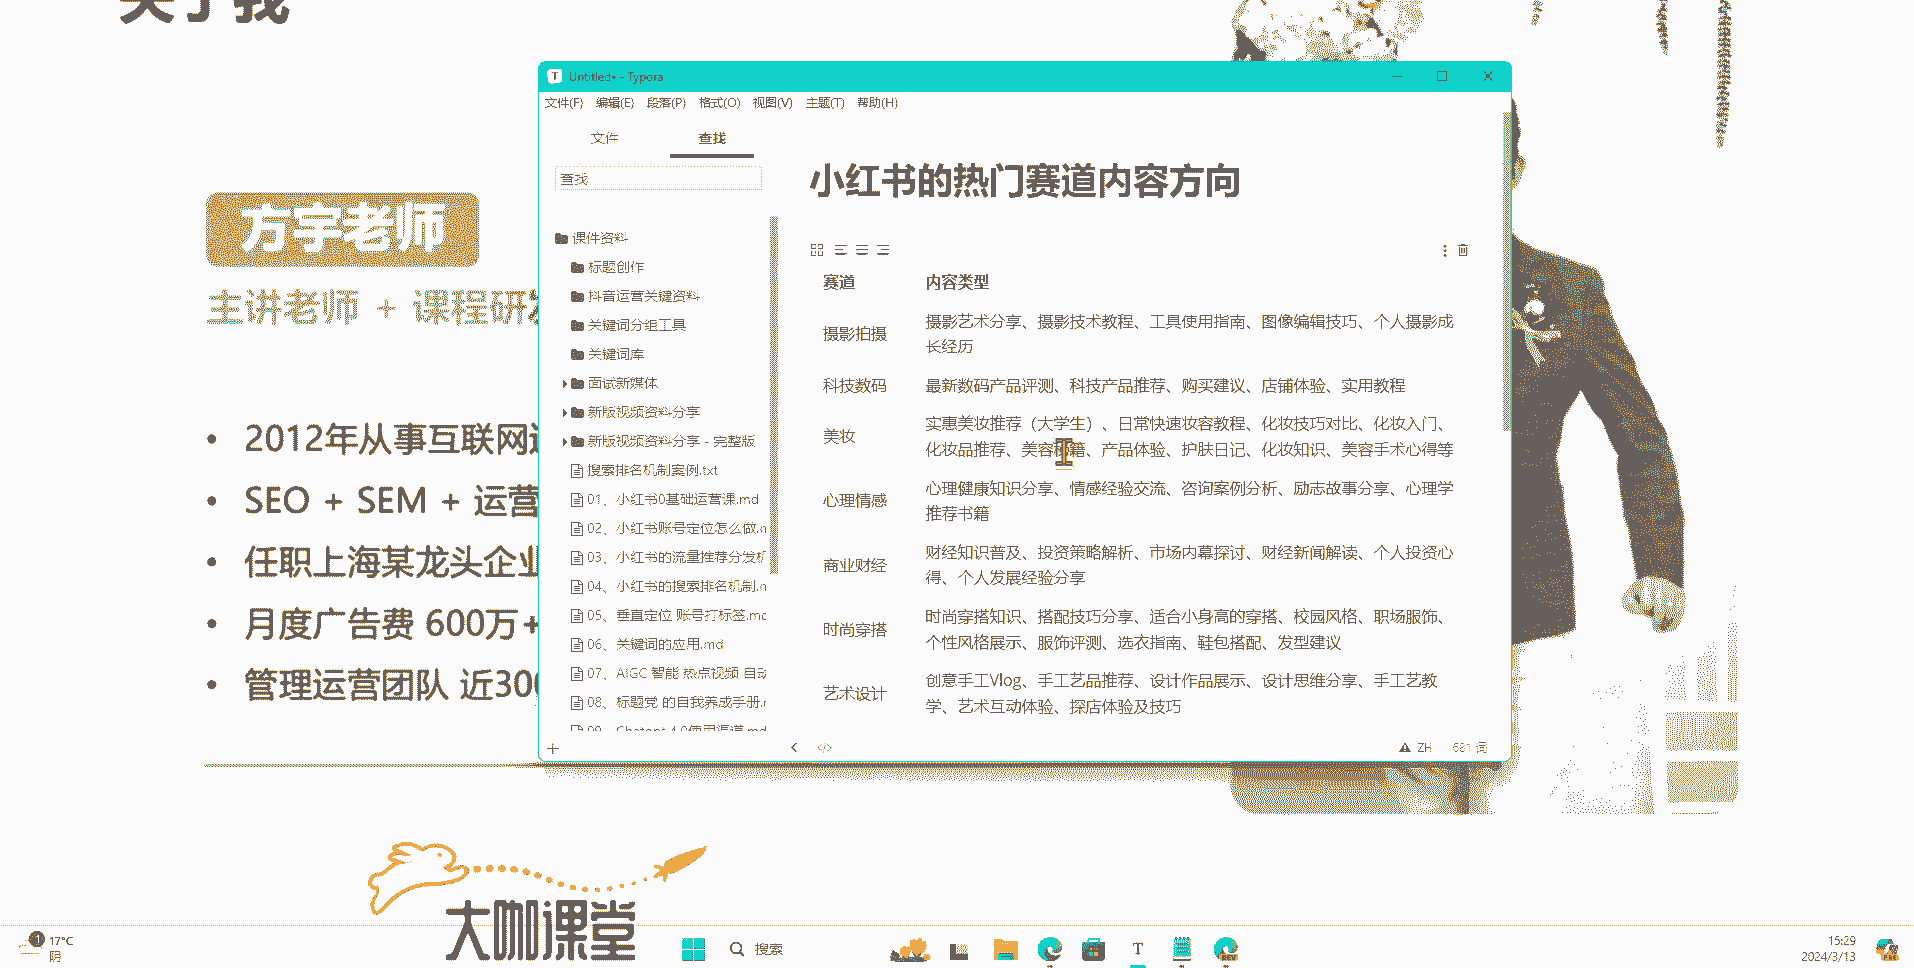 关于我
方宇老师
主讲老师 + 课程研发
2012年从事互联网
SEO + SEM + 运营
任职上海某龙头企业
月度广告费 600万+
管理运营团队 近300
Untitled• - Typora
文件(F) 编辑(E) 段落(P) 格式(O) 视图(V) 主题(T) 帮助(H)
文件 查找
查找
课件资料
标题创作
抖音运营关键资料
关键词分组工具
关键词库
面试新媒体
新版视频资料分享
新版视频资料分享 - 完整版
搜索排名机制案例.txt
01、小红书0基础运营课.md
02、小红书账号定位怎么做.n
03、小红书的流量推荐分发机
04、小红书的搜索排名机制.n
05、垂直定位 账号打标签.mc
06、关键词的应用.md
07、AIGC 智能 热点视频 自动
08、标题党 的自我养成手册.r
09、Chatgpt 4.0使用渠道.md
小红书的热门赛道内容方向
赛道 内容类型
摄影拍摄 摄影艺术分享、摄影技术教程、工具使用指南、图像编辑技巧、个人摄影成
长经历
科技数码 最新数码产品评测、科技产品推荐、购买建议、店铺体验、实用教程
美妆 实惠美妆推荐（大学生）、日常快速妆容教程、化妆技巧对比、化妆入门、
化妆品推荐、美容秘籍、产品体验、护肤日记、化妆知识、美容手术心得等
心理情感 心理健康知识分享、情感经验交流、咨询案例分析、励志故事分享、心理学
推荐书籍
商业财经 财经知识普及、投资策略解析、市场内幕探讨、财经新闻解读、个人投资心
得、个人发展经验分享
时尚穿搭 时尚穿搭知识、搭配技巧分享、适合小身高的穿搭、校园风格、职场服饰、
个性风格展示、服饰评测、选衣指南、鞋包搭配、发型建议
艺术设计 创意手工Vlog、手工艺品推荐、设计作品展示、设计思维分享、手工艺教
学、艺术互动体验、探店体验及技巧
ZH 681 词
大咖课堂
1 17°C
阴
搜索
T
DEV
15:29
2024/3/13
PRE